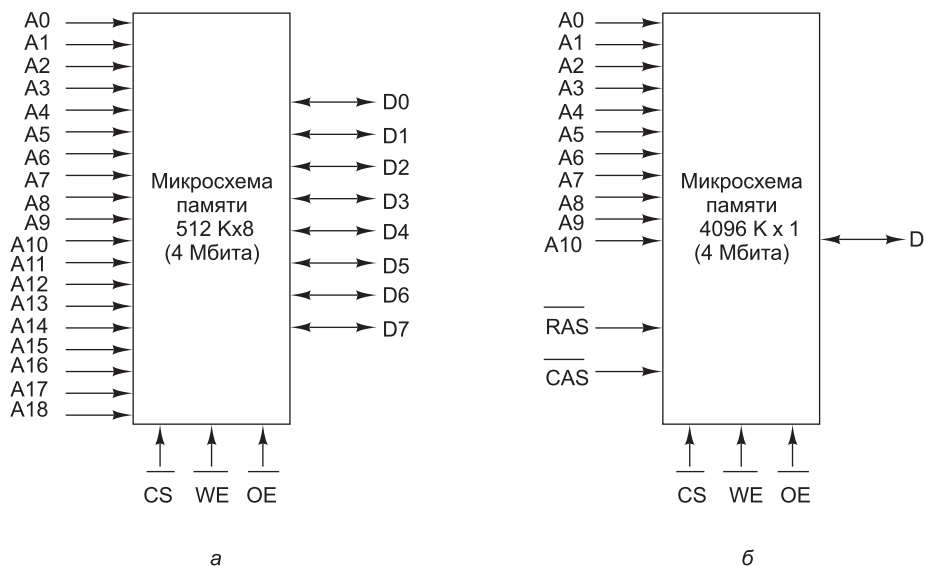 A0
A1
A2
A3
A4
A5
A6
A7
A8
A9
A10
A11
A12
A13
A14
A15
A16
A17
A18
Микросхема
памяти
512 Kx8
(4 Мбита)
D0
D1
D2
D3
D4
D5
D6
D7
CS WE OE
а
A0
A1
A2
A3
A4
A5
A6
A7
A8
A9
A10
RAS
CAS
Микросхема
памяти
4096 K x 1
(4 Мбита)
D
CS WE OE
б